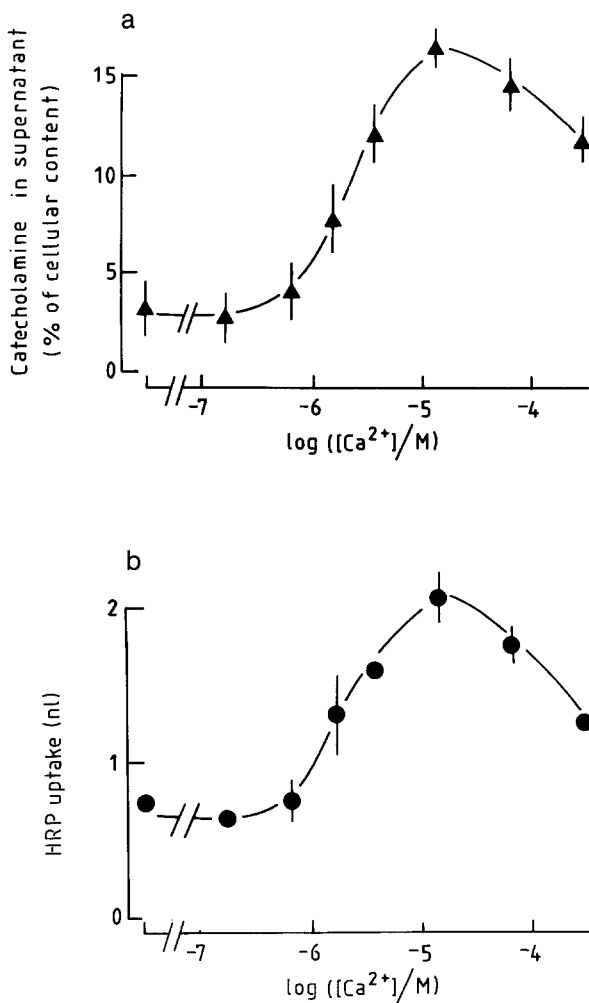 a
Catecholamine in supernatant
(% of cellular content)
15
10
5
0
-7
-6
-5
-4
log ([Ca²⁺]/M)
b
HRP uptake (nl)
2
1
0
-7
-6
-5
-4
log ([Ca²⁺]/M)